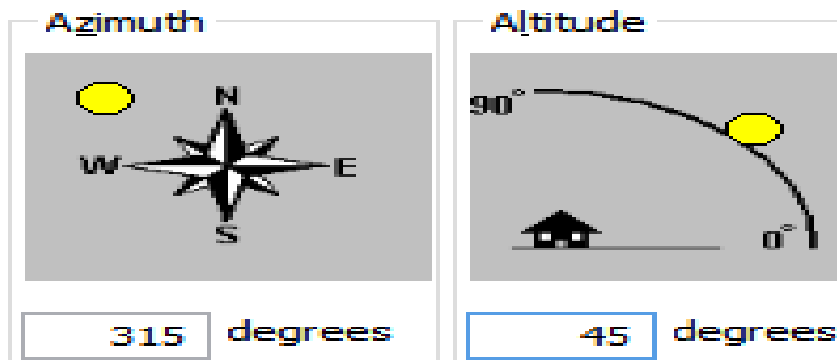 Azimuth
N
W
E
S
315 degrees
Altitude
90°
0°
45 degrees